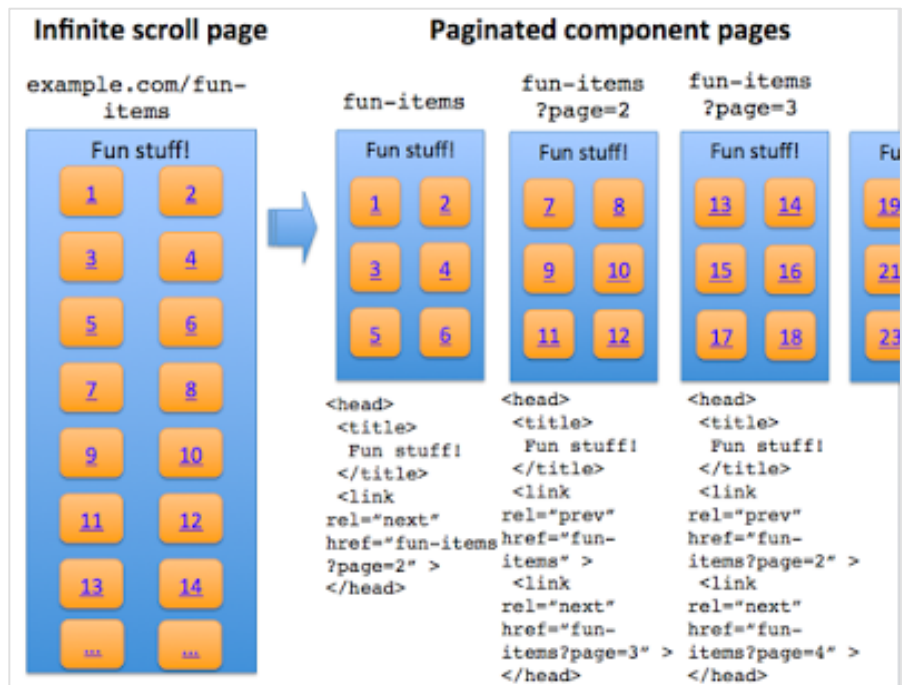 Infinite scroll page
example.com/fun-
items
Fun stuff!
1 2
3 4
5 6
7 8
9 10
11 12
13 14
... ...
Paginated component pages
fun-items
Fun stuff!
1 2
3 4
5 6
<head>
<title>
Fun stuff!
</title>
<link
rel="next"
href="fun-items
?page=2" >
</head>
fun-items
?page=2
Fun stuff!
7 8
9 10
11 12
<head>
<title>
Fun stuff!
</title>
<link
rel="prev"
href="fun-
items" >
<link
rel="next"
href="fun-
items?page=3" >
</head>
fun-items
?page=3
Fun stuff!
13 14
15 16
17 18
<head>
<title>
Fun stuff!
</title>
<link
rel="prev"
href="fun-
items?page=2" >
<link
rel="next"
href="fun-
items?page=4" >
</head>
Fu
19
21
23